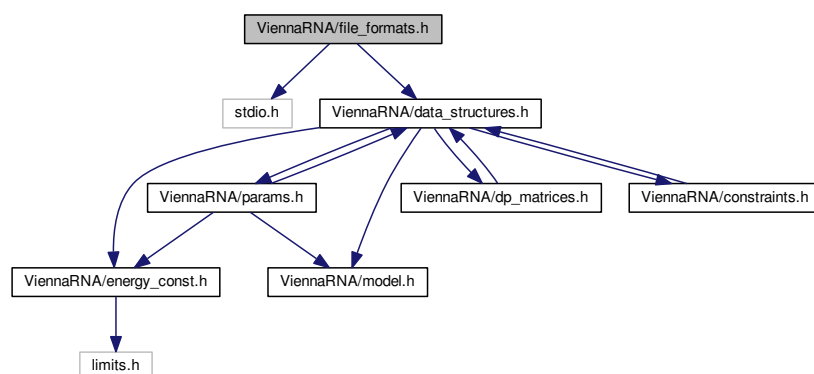 ViennaRNA/file_formats.h
stdio.h
ViennaRNA/data_structures.h
ViennaRNA/params.h
ViennaRNA/dp_matrices.h
ViennaRNA/constraints.h
ViennaRNA/energy_const.h
ViennaRNA/model.h
limits.h